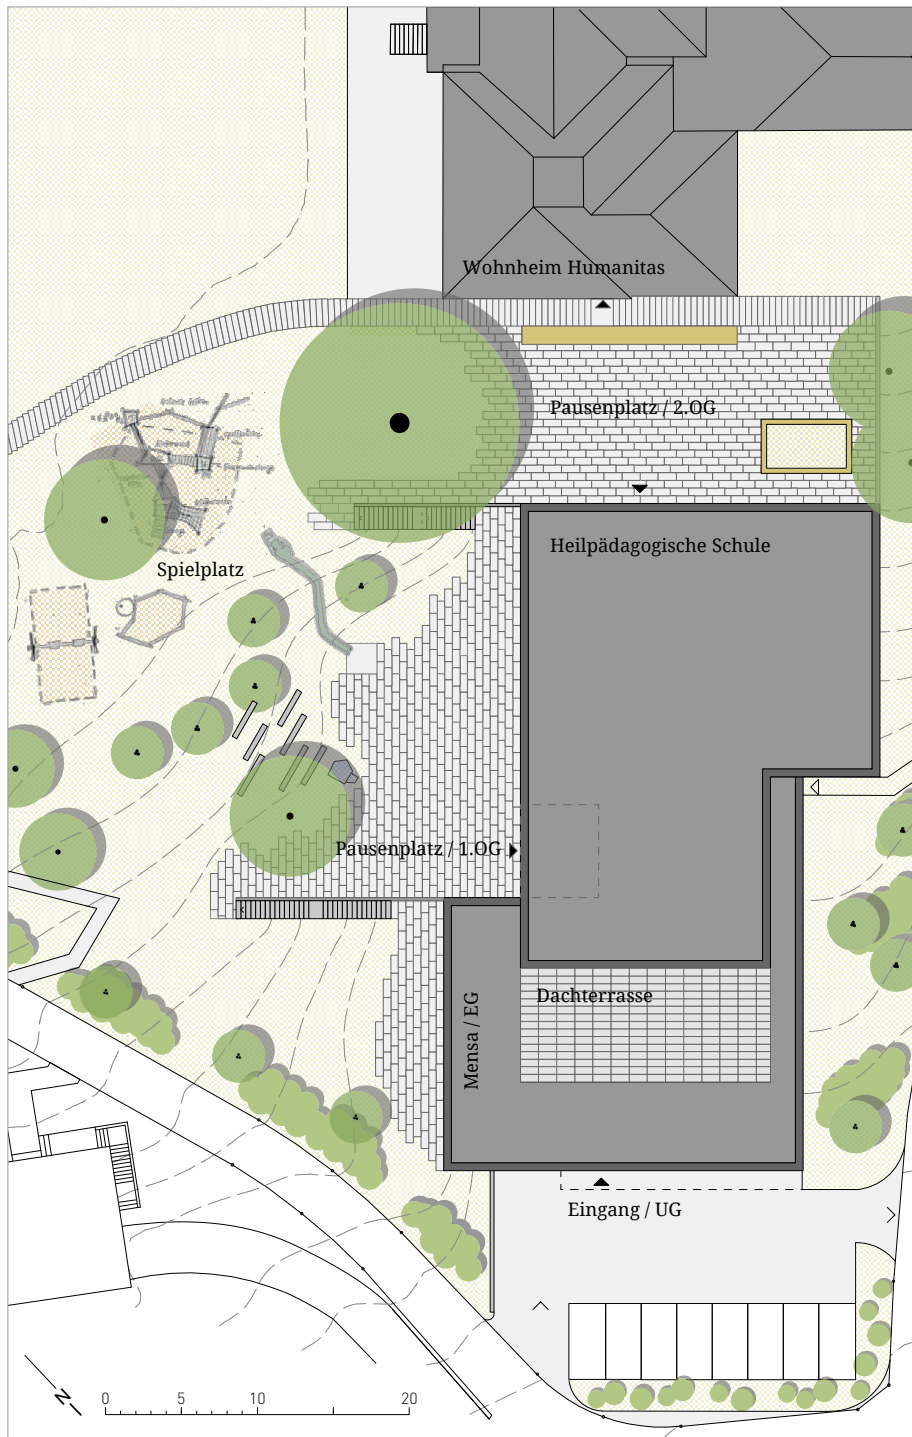 Wohnheim Humanitas
Pausenplatz / 2.OG
Heilpädagogische Schule
Spielplatz
Pausenplatz / 1.OG
Dachterrasse
Mensa / EG
Eingang / UG
N
0 5 10 20